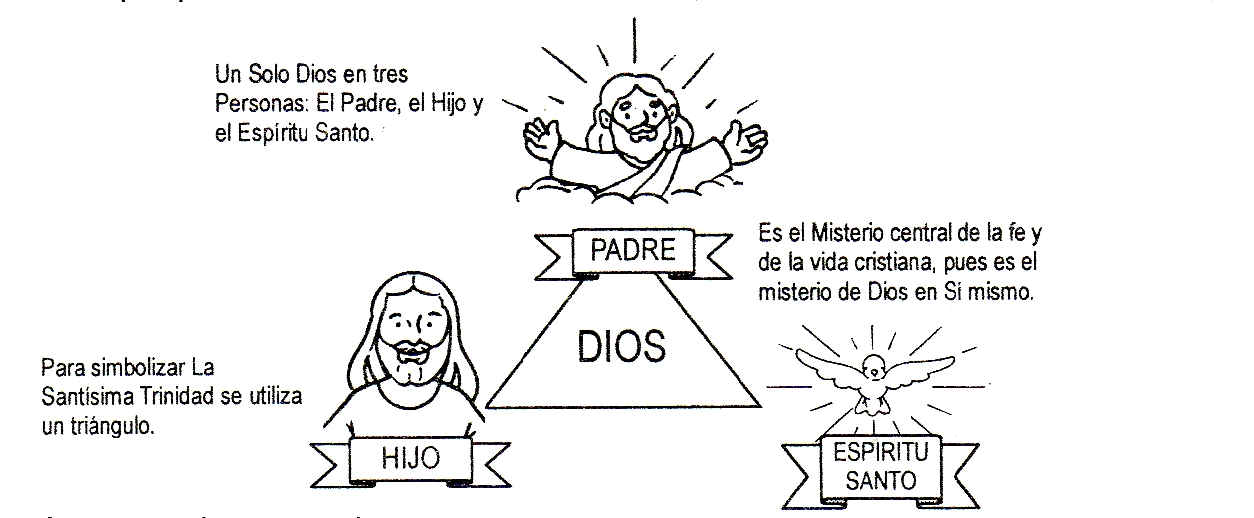 Un Solo Dios en tres
Personas: El Padre, el Hijo y
el Espíritu Santo.
PADRE
Es el Misterio central de la fe y
de la vida cristiana, pues es el
misterio de Dios en Sí mismo.
DIOS
Para simbolizar La
Santísima Trinidad se utiliza
un triángulo.
HIJO
ESPIRITU
SANTO